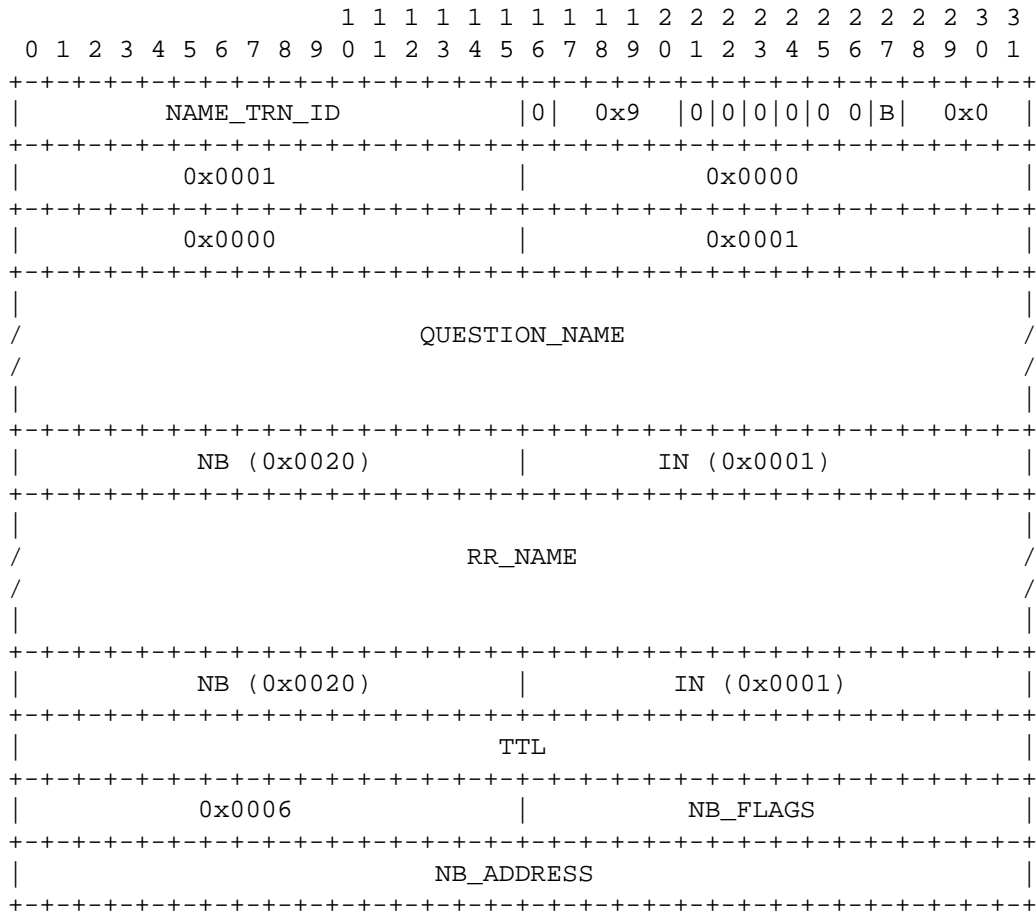 1 1 1 1 1 1 1 1 1 1 2 2 2 2 2 2 2 2 2 2 3 3
 0 1 2 3 4 5 6 7 8 9 0 1 2 3 4 5 6 7 8 9 0 1 2 3 4 5 6 7 8 9 0 1
+-+-+-+-+-+-+-+-+-+-+-+-+-+-+-+-+-+-+-+-+-+-+-+-+-+-+-+-+-+-+-+-+
|         NAME_TRN_ID           |0|  0x9  |0|0|0|0|0 0|B|  0x0  |
+-+-+-+-+-+-+-+-+-+-+-+-+-+-+-+-+-+-+-+-+-+-+-+-+-+-+-+-+-+-+-+-+
|          0x0001               |           0x0000              |
+-+-+-+-+-+-+-+-+-+-+-+-+-+-+-+-+-+-+-+-+-+-+-+-+-+-+-+-+-+-+-+-+
|          0x0000               |           0x0001              |
+-+-+-+-+-+-+-+-+-+-+-+-+-+-+-+-+-+-+-+-+-+-+-+-+-+-+-+-+-+-+-+-+
|                                                               |
/                         QUESTION_NAME                         /
/                                                               /
|                                                               |
+-+-+-+-+-+-+-+-+-+-+-+-+-+-+-+-+-+-+-+-+-+-+-+-+-+-+-+-+-+-+-+-+
|           NB (0x0020)         |        IN (0x0001)            |
+-+-+-+-+-+-+-+-+-+-+-+-+-+-+-+-+-+-+-+-+-+-+-+-+-+-+-+-+-+-+-+-+
|                                                               |
/                            RR_NAME                            /
/                                                               /
|                                                               |
+-+-+-+-+-+-+-+-+-+-+-+-+-+-+-+-+-+-+-+-+-+-+-+-+-+-+-+-+-+-+-+-+
|           NB (0x0020)         |         IN (0x0001)           |
+-+-+-+-+-+-+-+-+-+-+-+-+-+-+-+-+-+-+-+-+-+-+-+-+-+-+-+-+-+-+-+-+
|                              TTL                              |
+-+-+-+-+-+-+-+-+-+-+-+-+-+-+-+-+-+-+-+-+-+-+-+-+-+-+-+-+-+-+-+-+
|           0x0006              |          NB_FLAGS             |
+-+-+-+-+-+-+-+-+-+-+-+-+-+-+-+-+-+-+-+-+-+-+-+-+-+-+-+-+-+-+-+-+
|                          NB_ADDRESS                           |
+-+-+-+-+-+-+-+-+-+-+-+-+-+-+-+-+-+-+-+-+-+-+-+-+-+-+-+-+-+-+-+-+